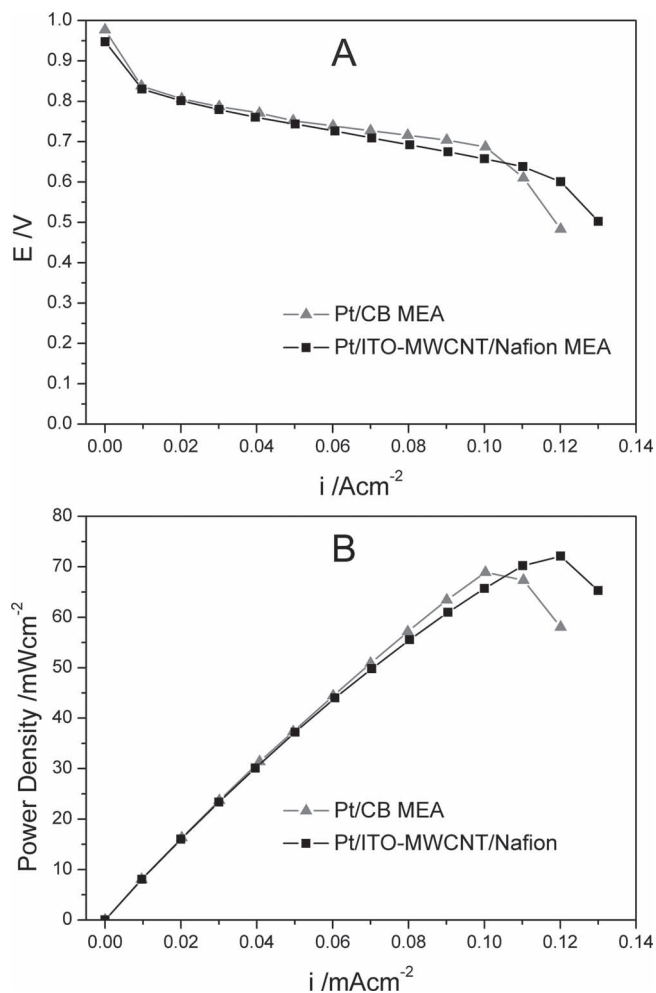 A
1.0
0.9
0.8
0.7
0.6
0.5
0.4
0.3
0.2
0.1
0.0
E /V
Pt/CB MEA
Pt/ITO-MWCNT/Nafion MEA
0.00 0.02 0.04 0.06 0.08 0.10 0.12 0.14
i /Acm⁻²
B
80
70
60
50
40
30
20
10
0
Power Density /mWcm⁻²
Pt/CB MEA
Pt/ITO-MWCNT/Nafion
0.00 0.02 0.04 0.06 0.08 0.10 0.12 0.14
i /mAcm⁻²